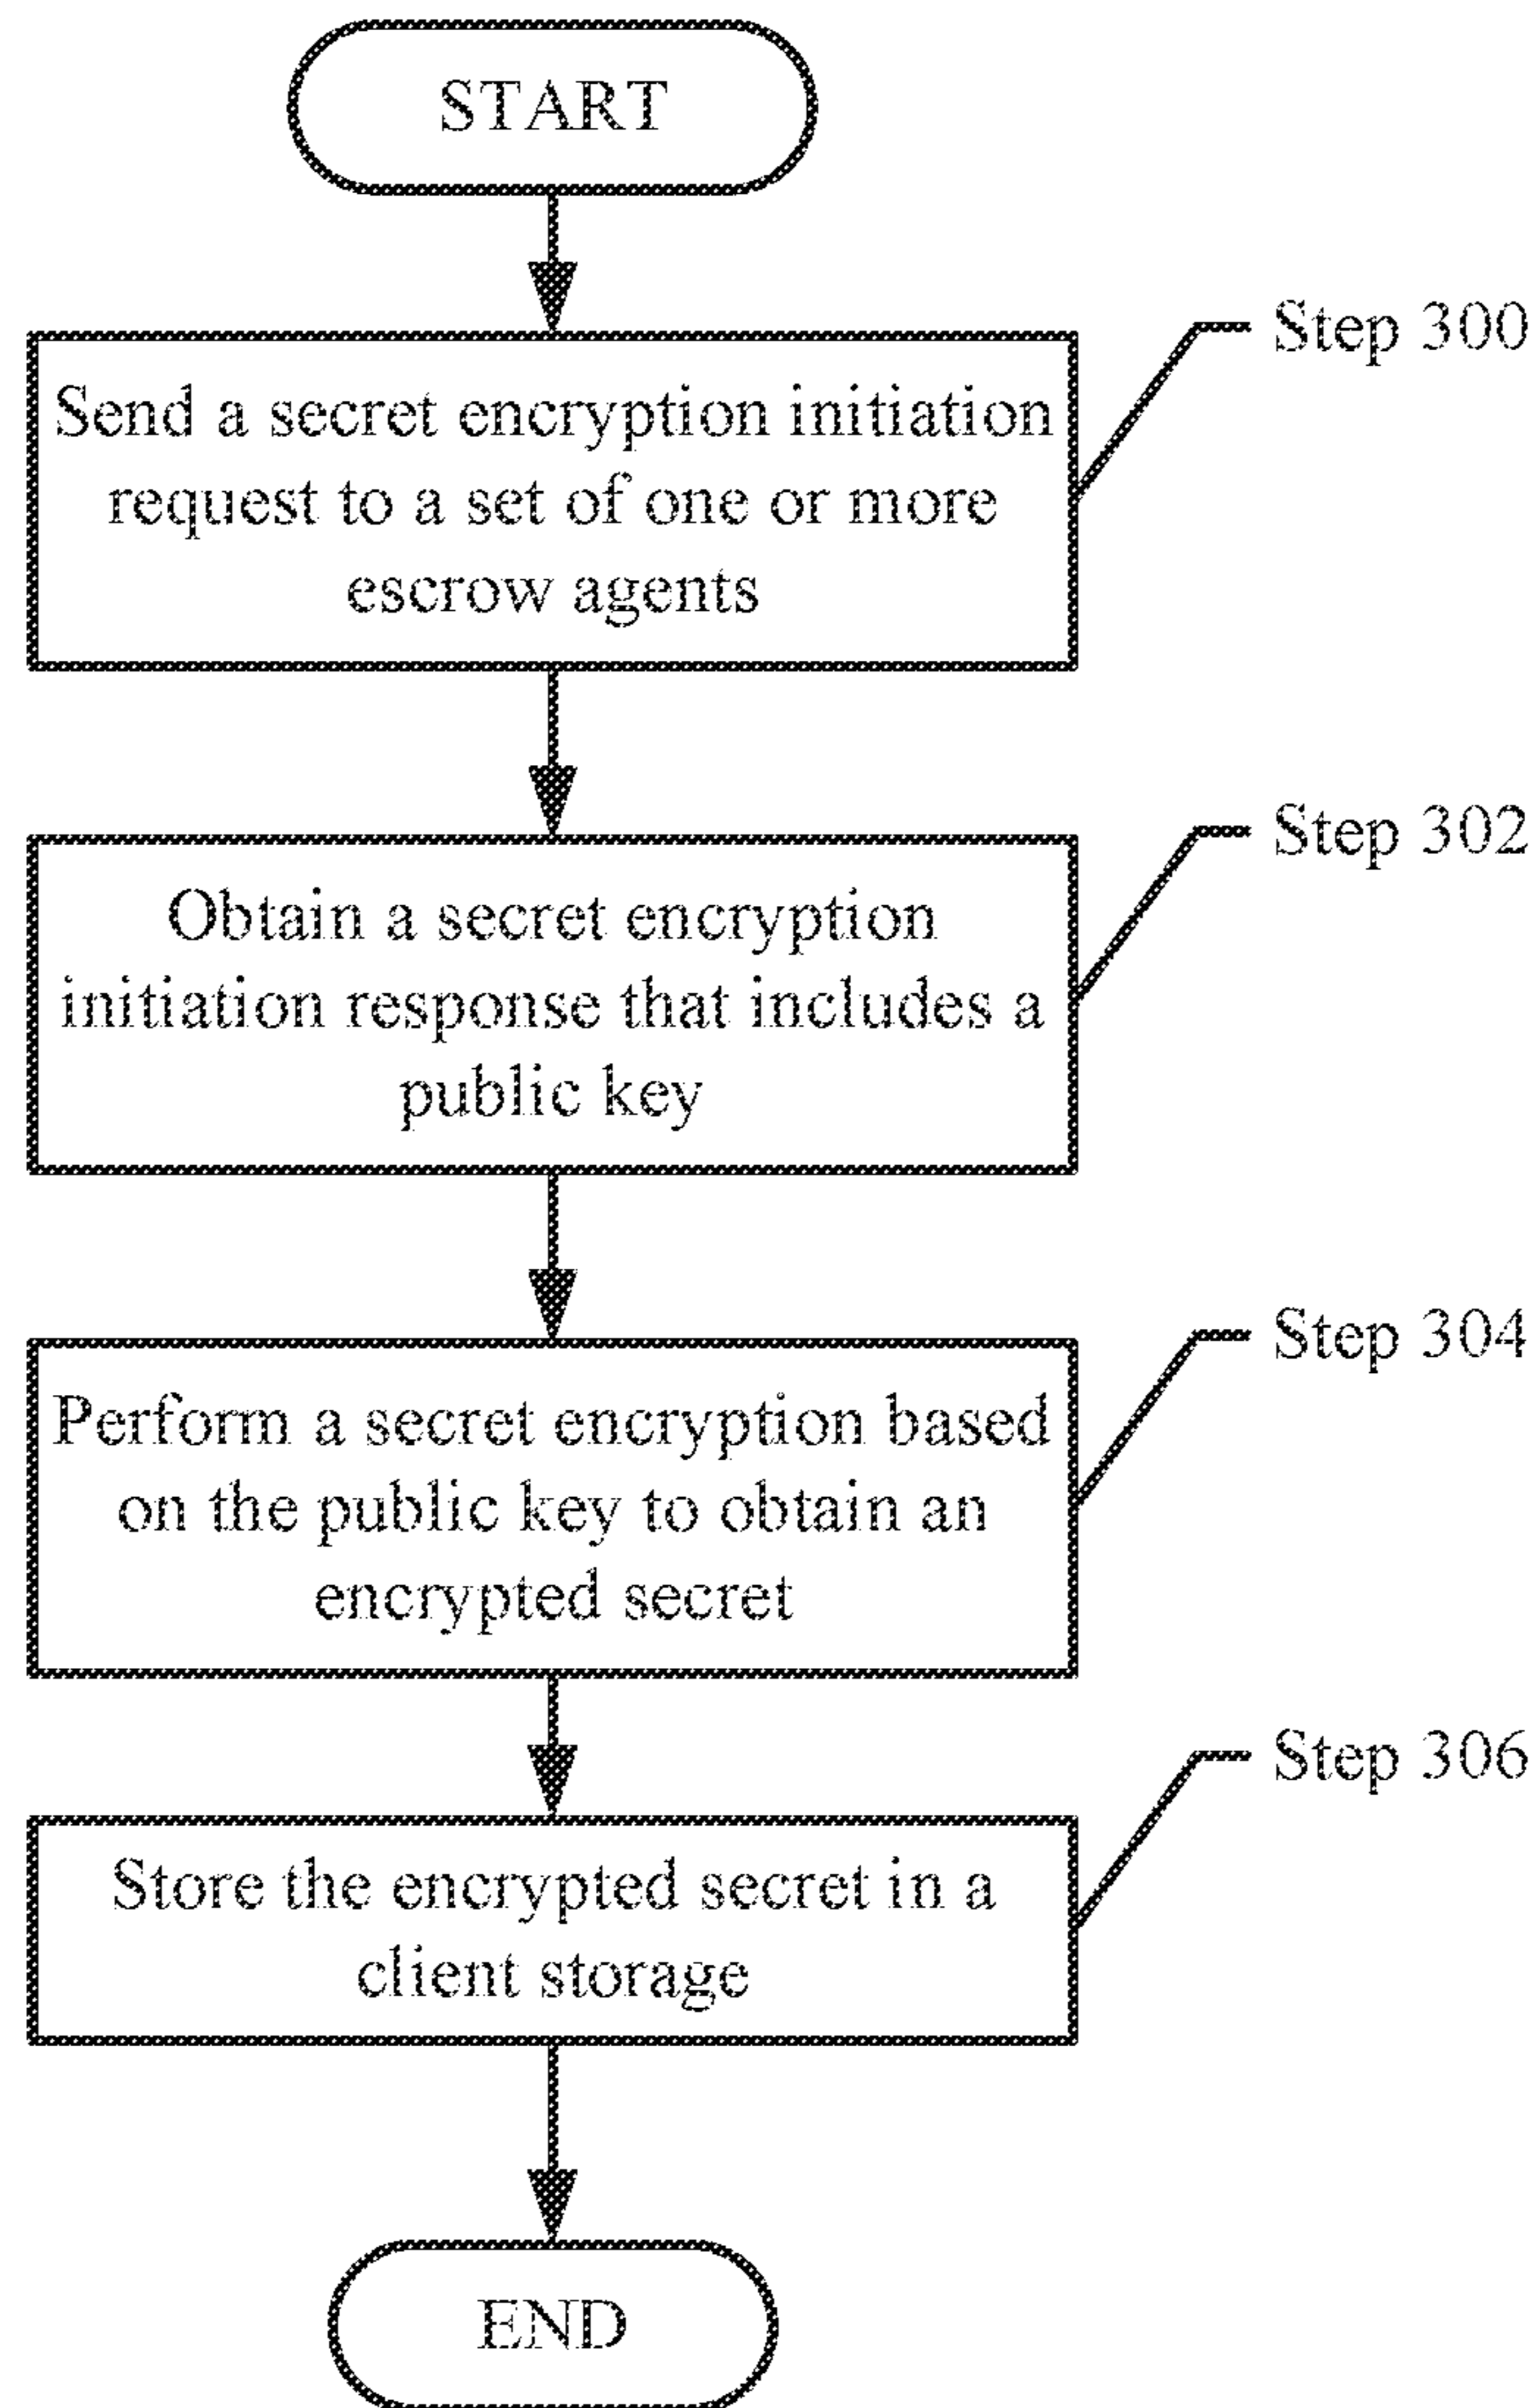 START
Step 300
Send a secret encryption initiation
request to a set of one or more
escrow agents
Step 302
Obtain a secret encryption
initiation response that includes a
public key
Step 304
Perform a secret encryption based
on the public key to obtain an
encrypted secret
Step 306
Store the encrypted secret in a
client storage
END